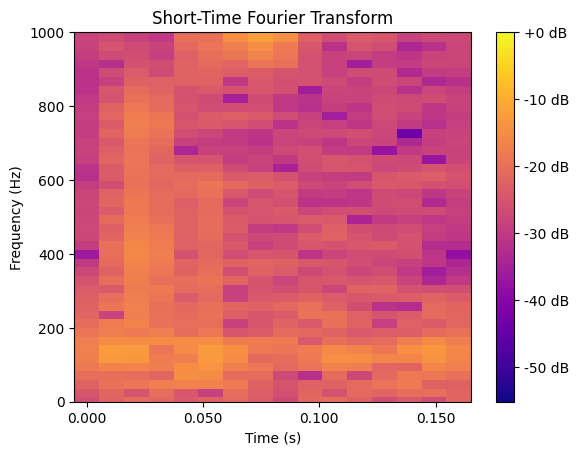 Short-Time Fourier Transform
1000
800
600
400
200
0
Frequency (Hz)
0.000
0.050
0.100
0.150
Time (s)
+0 dB
-10 dB
-20 dB
-30 dB
-40 dB
-50 dB